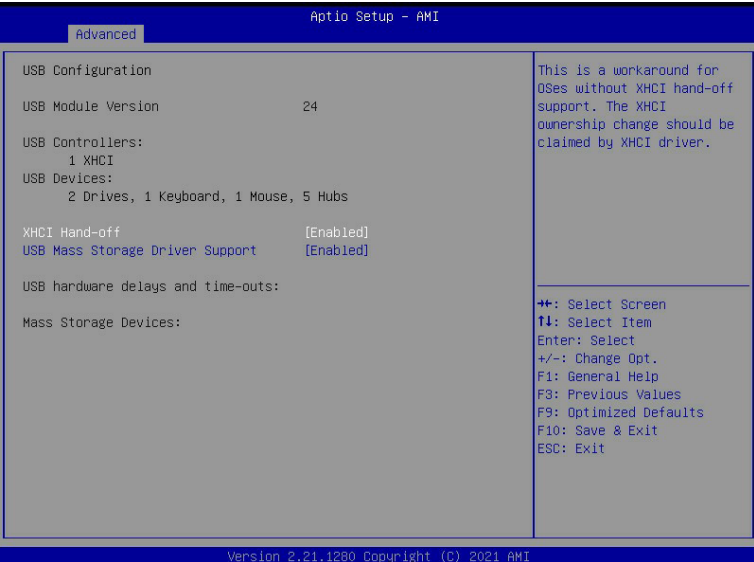 Aptio Setup – AMI
Advanced
USB Configuration
USB Module Version 24
USB Controllers:
1 XHCI
USB Devices:
2 Drives, 1 Keyboard, 1 Mouse, 5 Hubs
XHCI Hand-off [Enabled]
USB Mass Storage Driver Support [Enabled]
USB hardware delays and time-outs:
Mass Storage Devices:
This is a workaround for
OSes without XHCI hand-off
support. The XHCI
ownership change should be
claimed by XHCI driver.
→←: Select Screen
↑↓: Select Item
Enter: Select
+/-: Change Opt.
F1: General Help
F3: Previous Values
F9: Optimized Defaults
F10: Save & Exit
ESC: Exit
Version 2.21.1280 Copyright (C) 2021 AMI